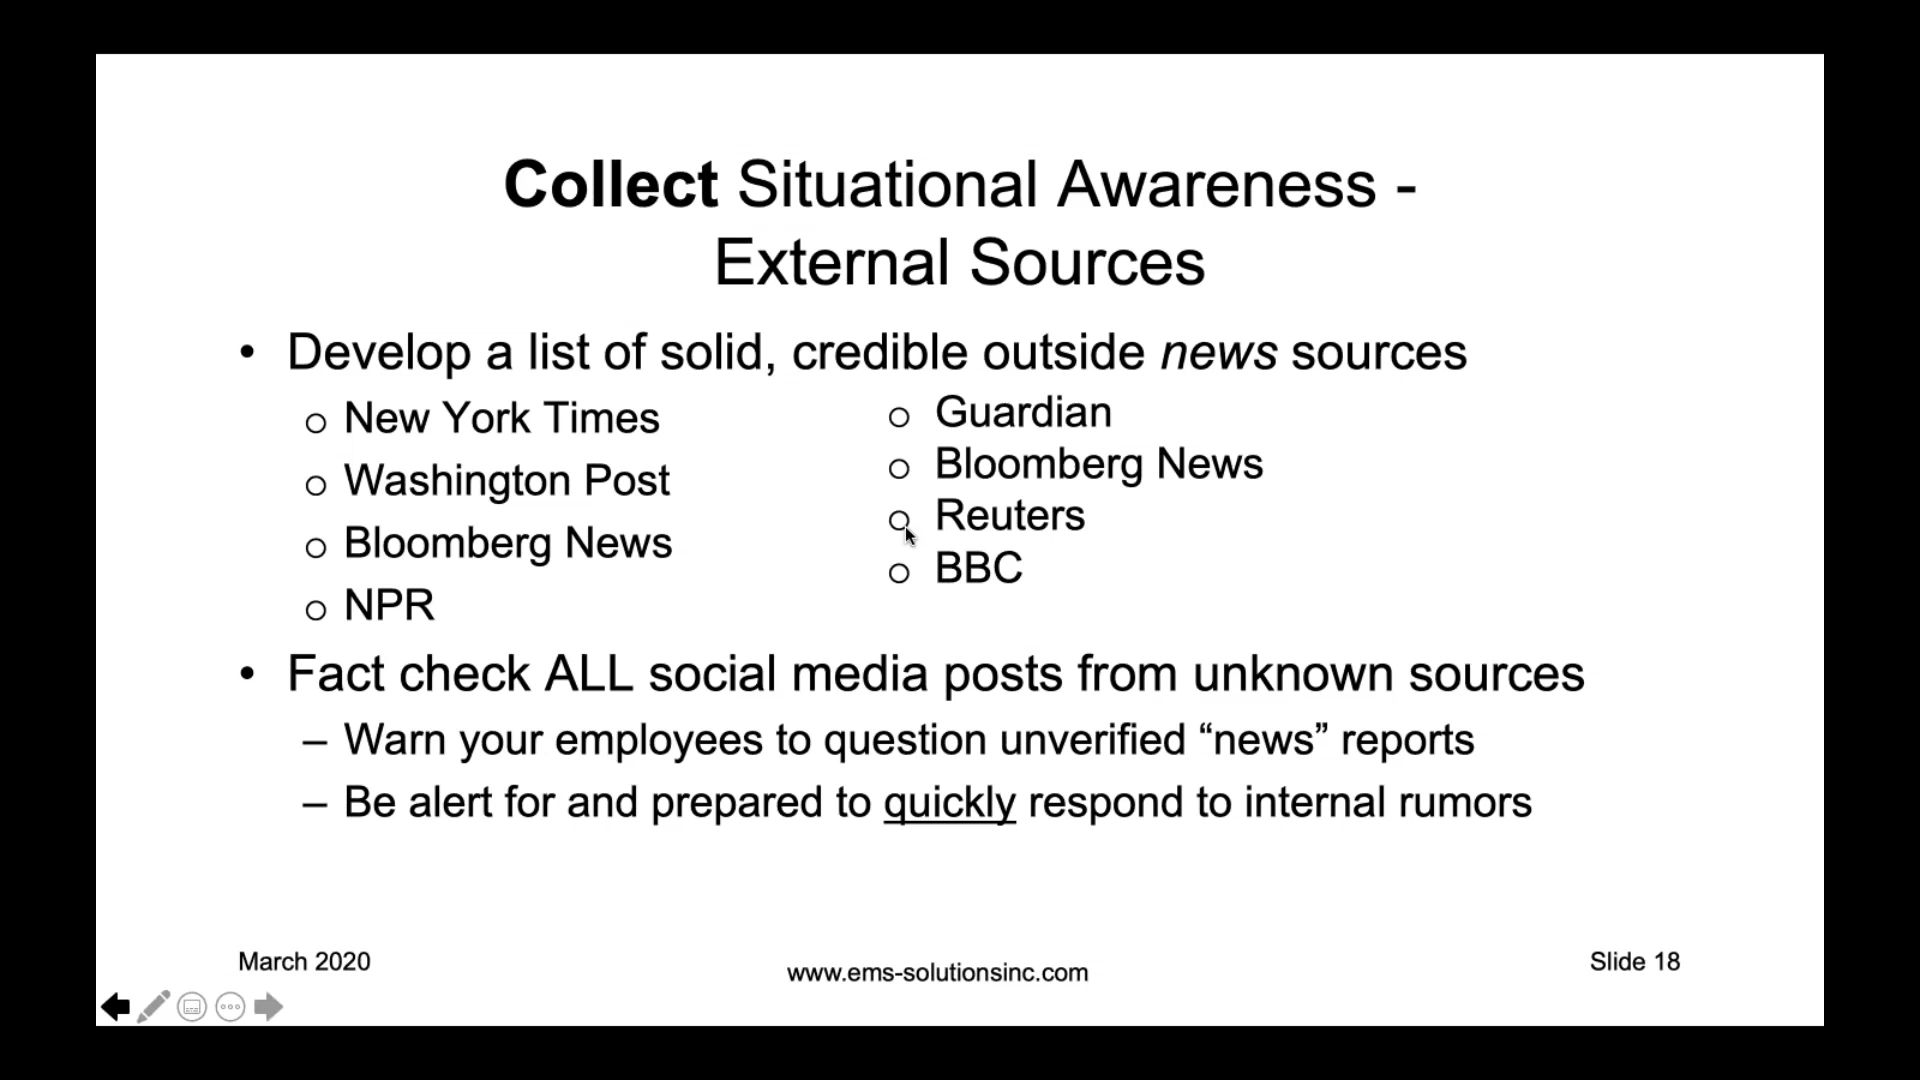 Collect Situational Awareness -
External Sources
• Develop a list of solid, credible outside news sources
o New York Times
o Washington Post
o Bloomberg News
o NPR
o Guardian
o Bloomberg News
o Reuters
o BBC
• Fact check ALL social media posts from unknown sources
– Warn your employees to question unverified “news” reports
– Be alert for and prepared to quickly respond to internal rumors
March 2020
www.ems-solutionsinc.com
Slide 18